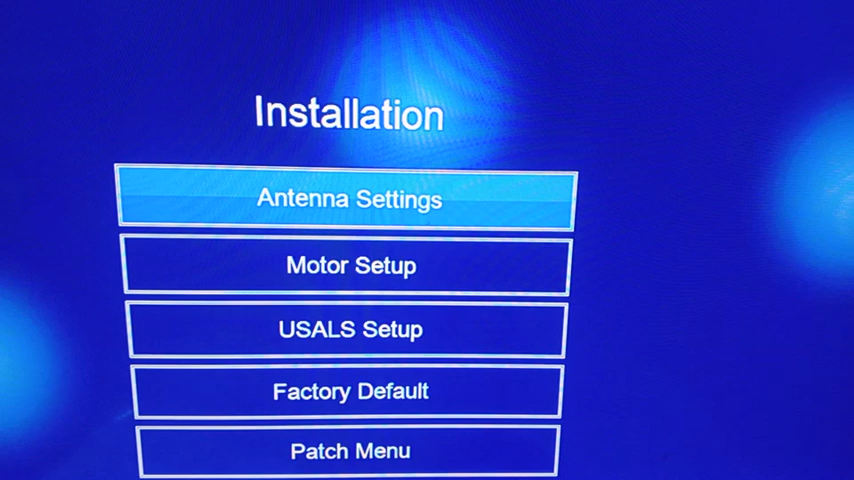 Installation
Antenna Settings
Motor Setup
USALS Setup
Factory Default
Patch Menu